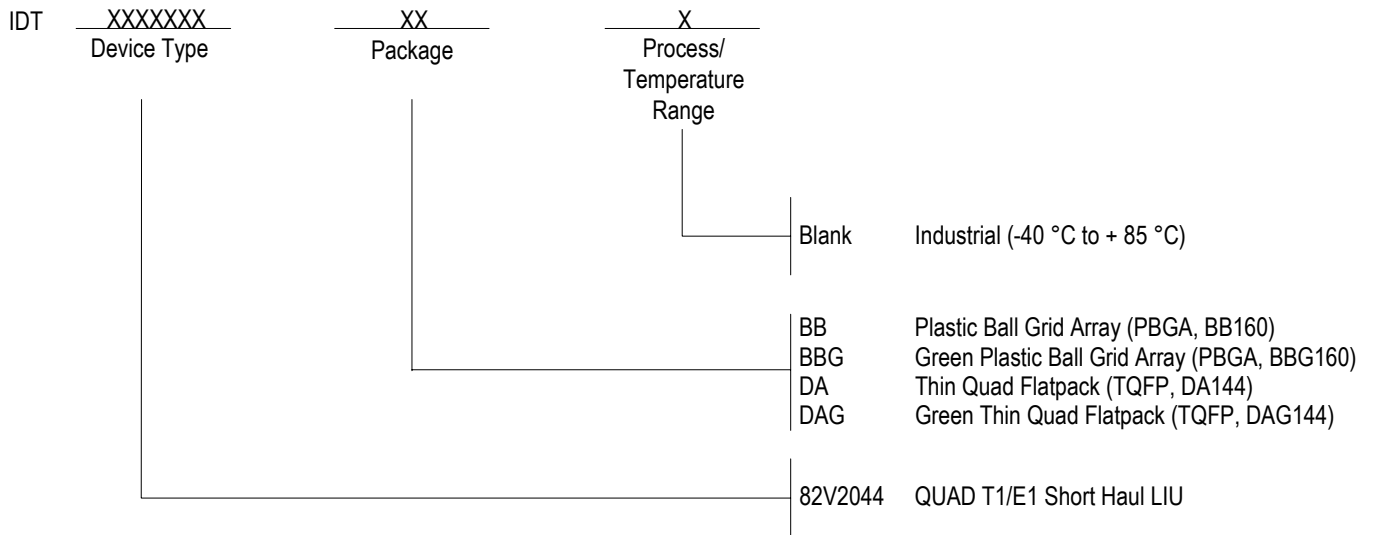 IDT XXXXXXX XX X
Device Type Package Process/
Temperature
Range
Blank Industrial (-40 °C to + 85 °C)
BB Plastic Ball Grid Array (PBGA, BB160)
BBG Green Plastic Ball Grid Array (PBGA, BBG160)
DA Thin Quad Flatpack (TQFP, DA144)
DAG Green Thin Quad Flatpack (TQFP, DAG144)
82V2044 QUAD T1/E1 Short Haul LIU